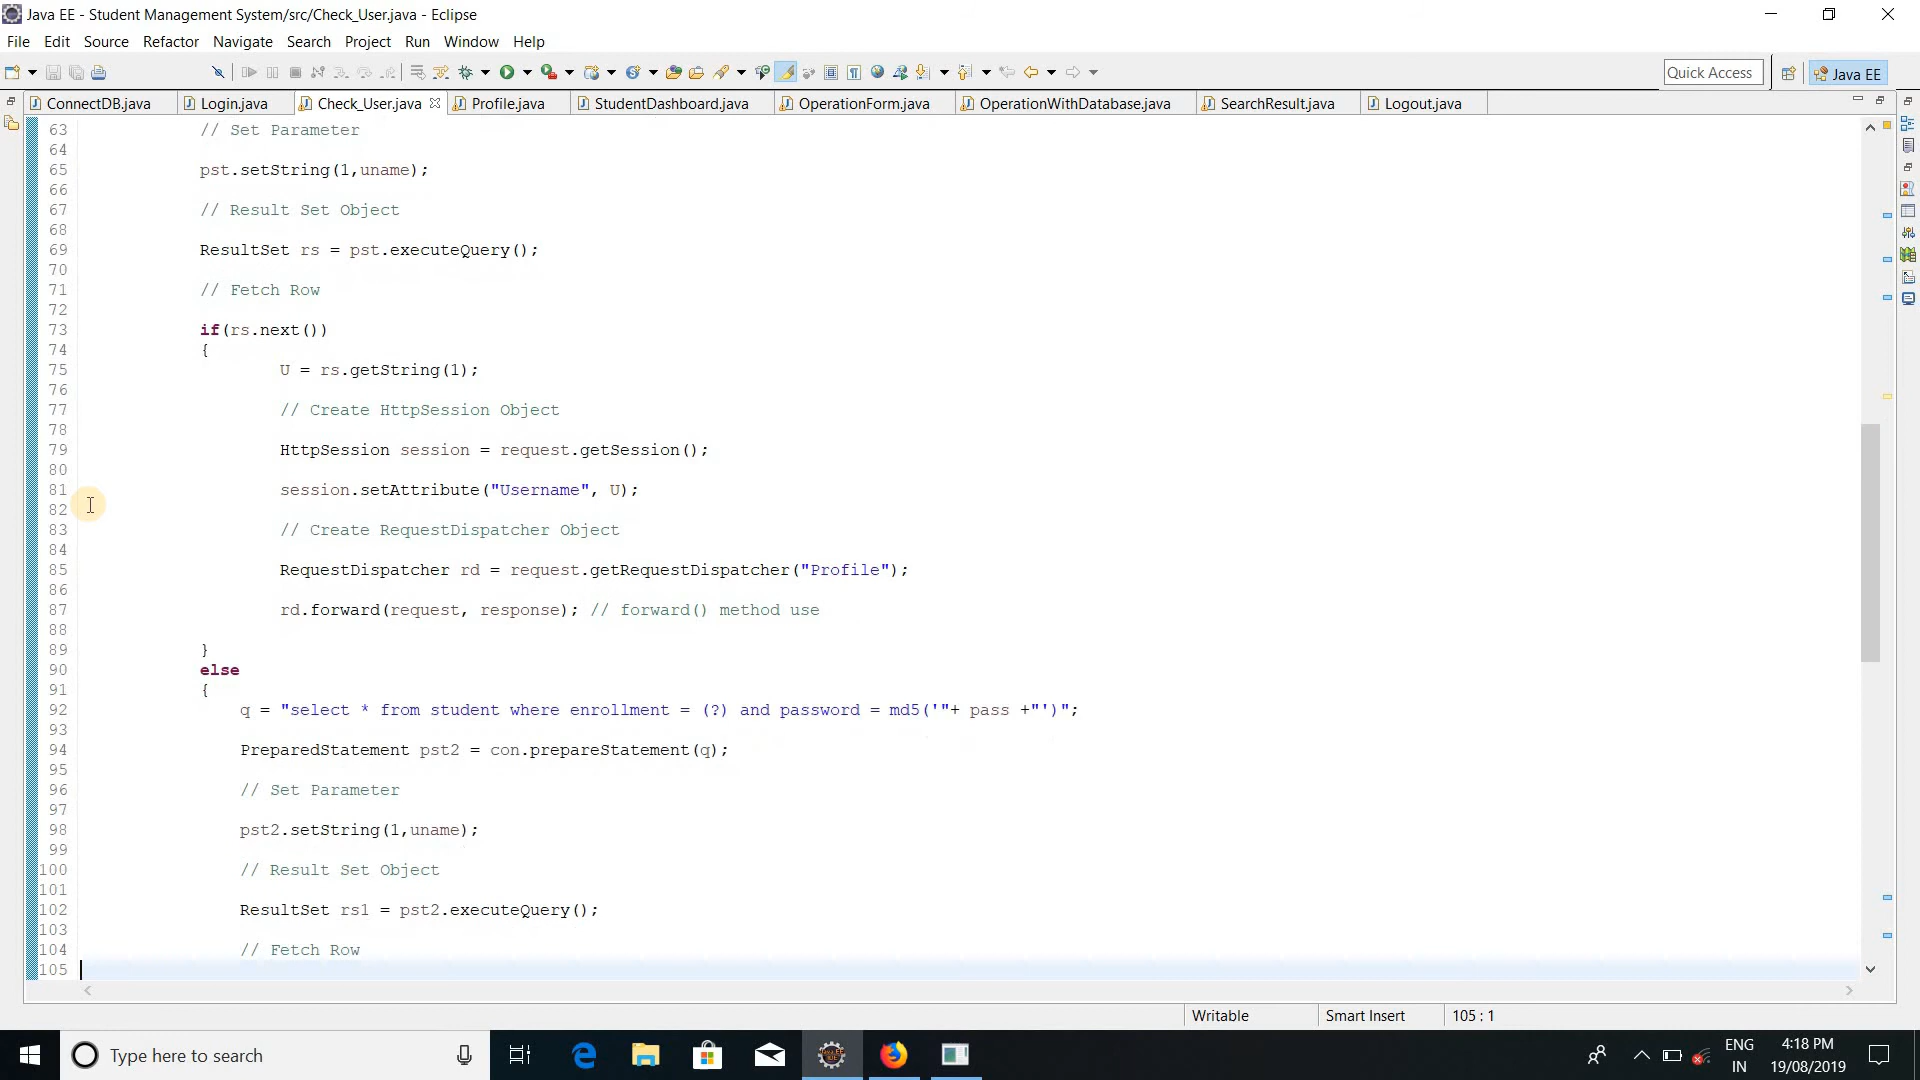 Java EE - Student Management System/src/Check_User.java - Eclipse
File Edit Source Refactor Navigate Search Project Run Window Help
Quick Access Java EE
ConnectDB.java Login.java Check_User.java Profile.java StudentDashboard.java OperationForm.java OperationWithDatabase.java SearchResult.java Logout.java
63 // Set Parameter
64
65 pst.setString(1,uname);
66
67 // Result Set Object
68
69 ResultSet rs = pst.executeQuery();
70
71 // Fetch Row
72
73 if(rs.next())
74 {
75 U = rs.getString(1);
76
77 // Create HttpSession Object
78
79 HttpSession session = request.getSession();
80
81 session.setAttribute("Username", U);
82
83 // Create RequestDispatcher Object
84
85 RequestDispatcher rd = request.getRequestDispatcher("Profile");
86
87 rd.forward(request, response); // forward() method use
88
89 }
90 else
91 {
92 q = "select * from student where enrollment = (?) and password = md5('"+ pass +"')";
93
94 PreparedStatement pst2 = con.prepareStatement(q);
95
96 // Set Parameter
97
98 pst2.setString(1,uname);
99
100 // Result Set Object
101
102 ResultSet rs1 = pst2.executeQuery();
103
104 // Fetch Row
105
Writable Smart Insert 105 : 1
Type here to search
ENG 4:18 PM
IN 19/08/2019